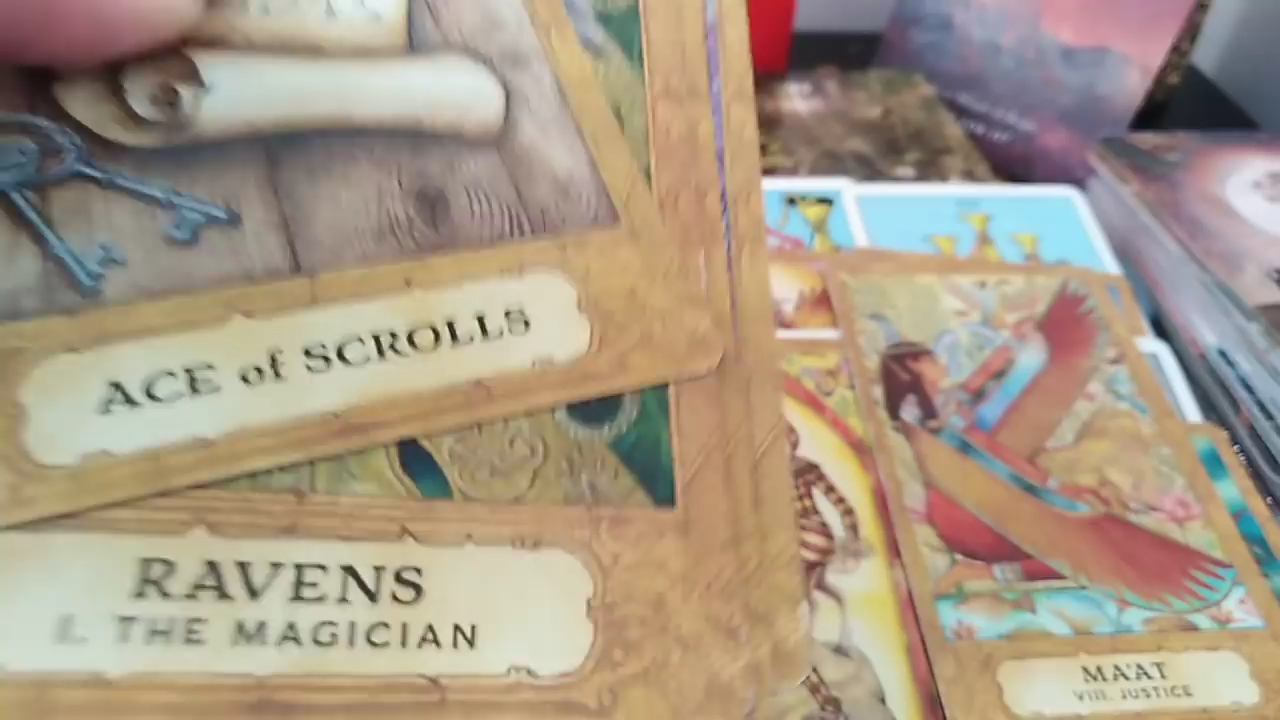 ACE of SCROLLS
RAVENS
I. THE MAGICIAN
MA'AT
VIII. JUSTICE